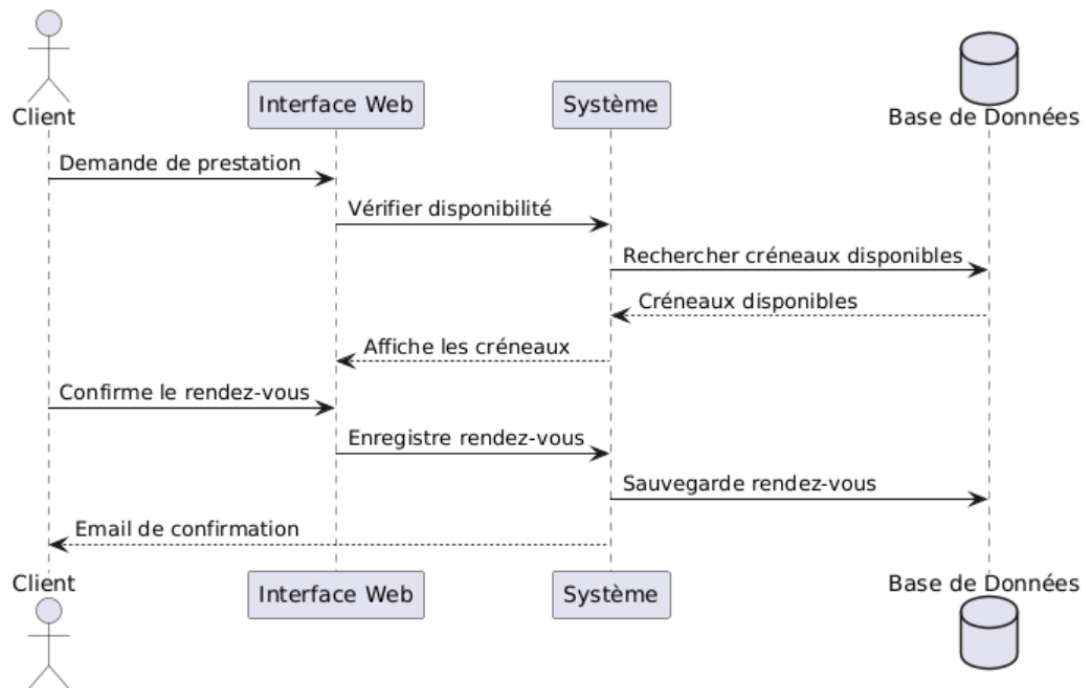 Client
Interface Web
Système
Base de Données
Demande de prestation
Vérifier disponibilité
Rechercher créneaux disponibles
Créneaux disponibles
Affiche les créneaux
Confirme le rendez-vous
Enregistre rendez-vous
Sauvegarde rendez-vous
Email de confirmation
Client
Interface Web
Système
Base de Données